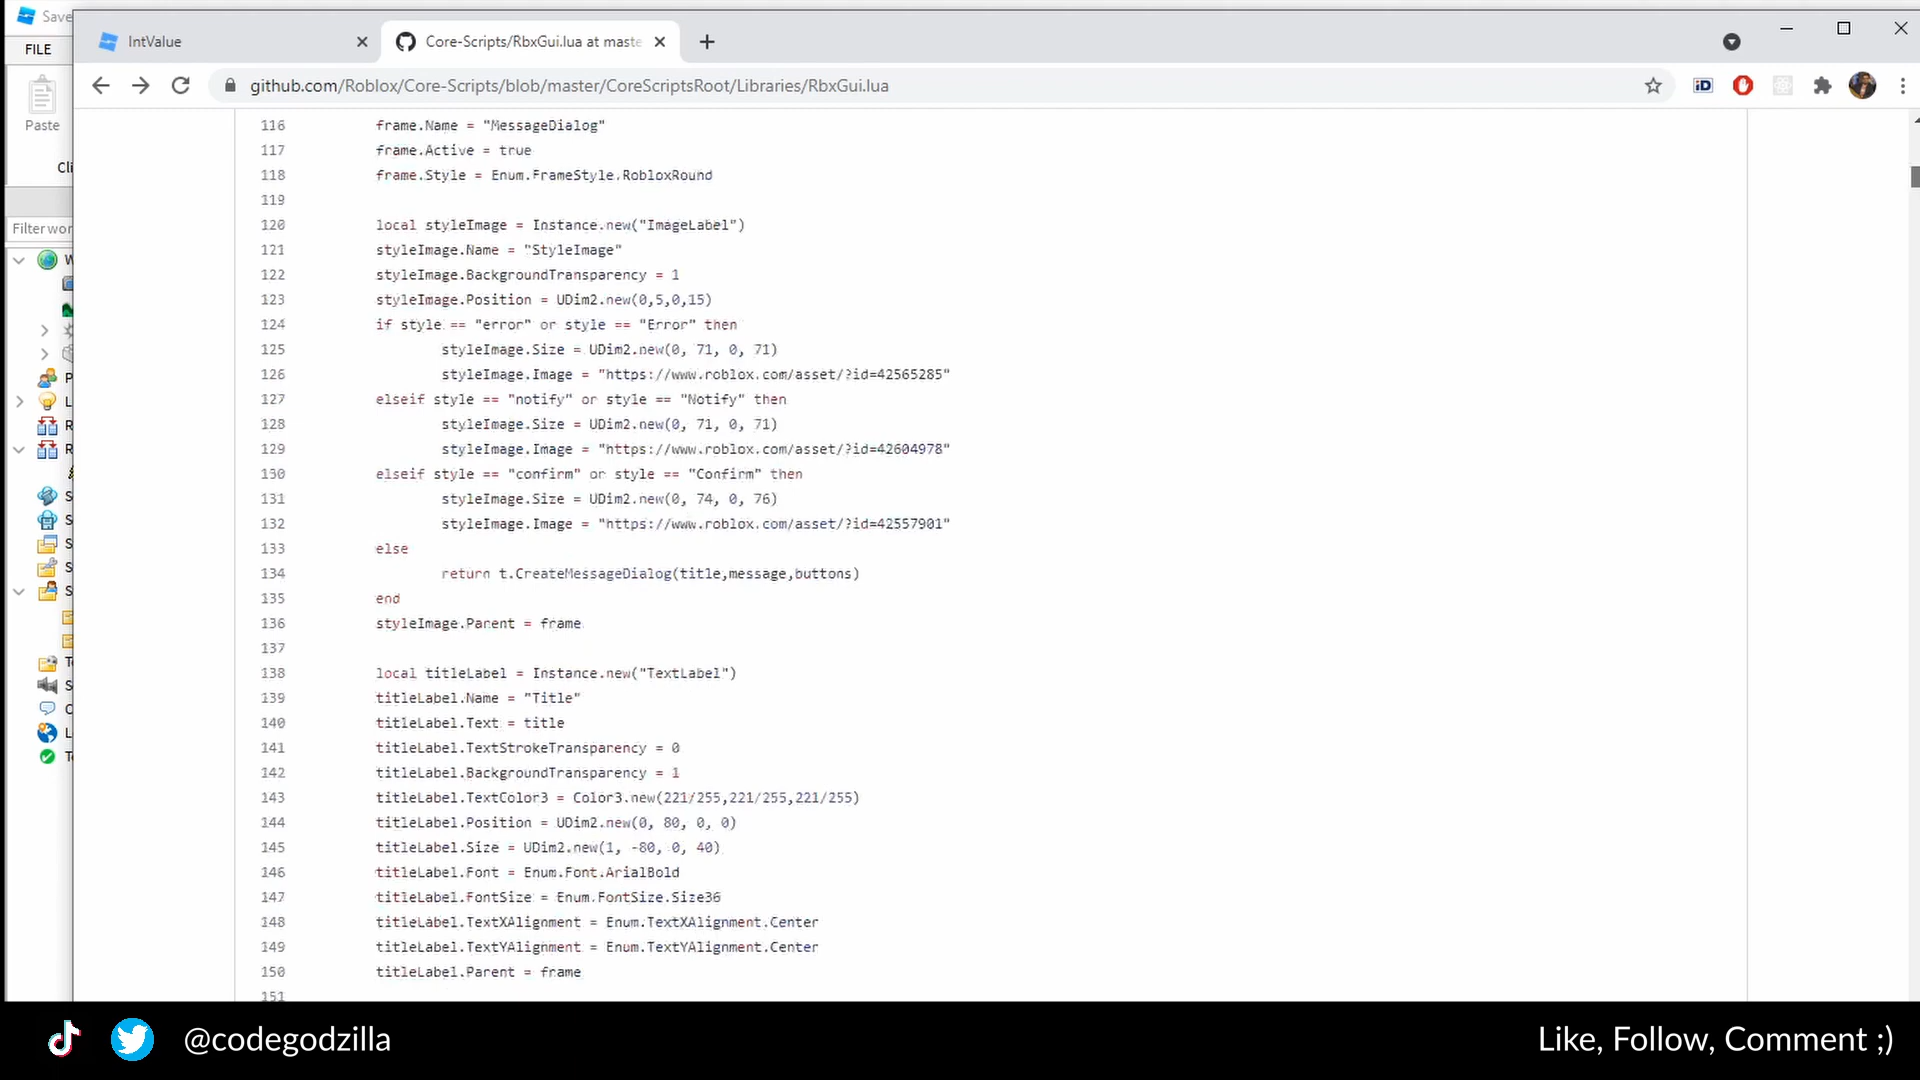 Save
IntValue
Core-Scripts/RbxGui.lua at maste
FILE
github.com/Roblox/Core-Scripts/blob/master/CoreScriptsRoot/Libraries/RbxGui.lua
Paste
Cli
Filter wor
116 frame.Name = "MessageDialog"
117 frame.Active = true
118 frame.Style = Enum.FrameStyle.RobloxRound
119
120 local styleImage = Instance.new("ImageLabel")
121 styleImage.Name = "StyleImage"
122 styleImage.BackgroundTransparency = 1
123 styleImage.Position = UDim2.new(0,5,0,15)
124 if style == "error" or style == "Error" then
125 styleImage.Size = UDim2.new(0, 71, 0, 71)
126 styleImage.Image = "https://www.roblox.com/asset/?id=42565285"
127 elseif style == "notify" or style == "Notify" then
128 styleImage.Size = UDim2.new(0, 71, 0, 71)
129 styleImage.Image = "https://www.roblox.com/asset/?id=42604978"
130 elseif style == "confirm" or style == "Confirm" then
131 styleImage.Size = UDim2.new(0, 74, 0, 76)
132 styleImage.Image = "https://www.roblox.com/asset/?id=42557901"
133 else
134 return t.CreateMessageDialog(title,message,buttons)
135 end
136 styleImage.Parent = frame
137
138 local titleLabel = Instance.new("TextLabel")
139 titleLabel.Name = "Title"
140 titleLabel.Text = title
141 titleLabel.TextStrokeTransparency = 0
142 titleLabel.BackgroundTransparency = 1
143 titleLabel.TextColor3 = Color3.new(221/255,221/255,221/255)
144 titleLabel.Position = UDim2.new(0, 80, 0, 0)
145 titleLabel.Size = UDim2.new(1, -80, 0, 40)
146 titleLabel.Font = Enum.Font.ArialBold
147 titleLabel.FontSize = Enum.FontSize.Size36
148 titleLabel.TextXAlignment = Enum.TextXAlignment.Center
149 titleLabel.TextYAlignment = Enum.TextYAlignment.Center
150 titleLabel.Parent = frame
151
@codegodzilla
Like, Follow, Comment ;)